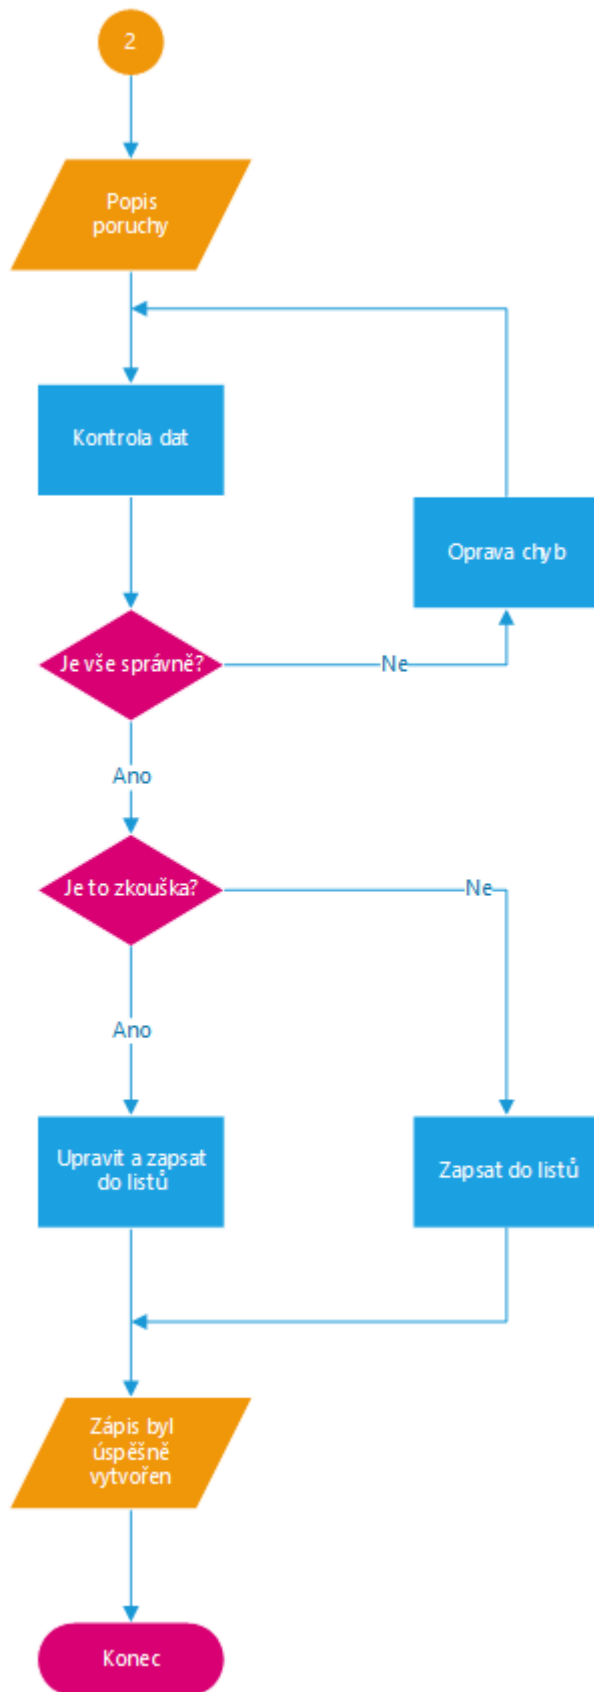 2
Popis
poruchy
Kontrola dat
Oprava chyb
Je vše správně?
Ne
Ano
Je to zkouška?
Ne
Ano
Upravit a zapsat
do listů
Zapsat do listů
Zápis byl
úspěšně
vytvořen
Konec